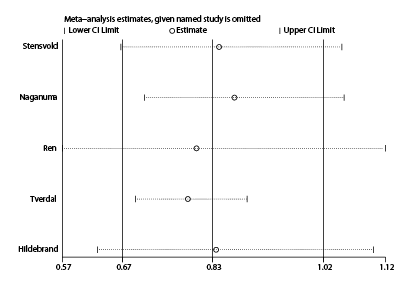 Meta-analysis estimates, given named study is omitted
| Lower CI Limit ○ Estimate | Upper CI Limit
Stensvold
Naganuma
Ren
Tverdal
Hildebrand
0.57 0.67 0.83 1.02 1.12